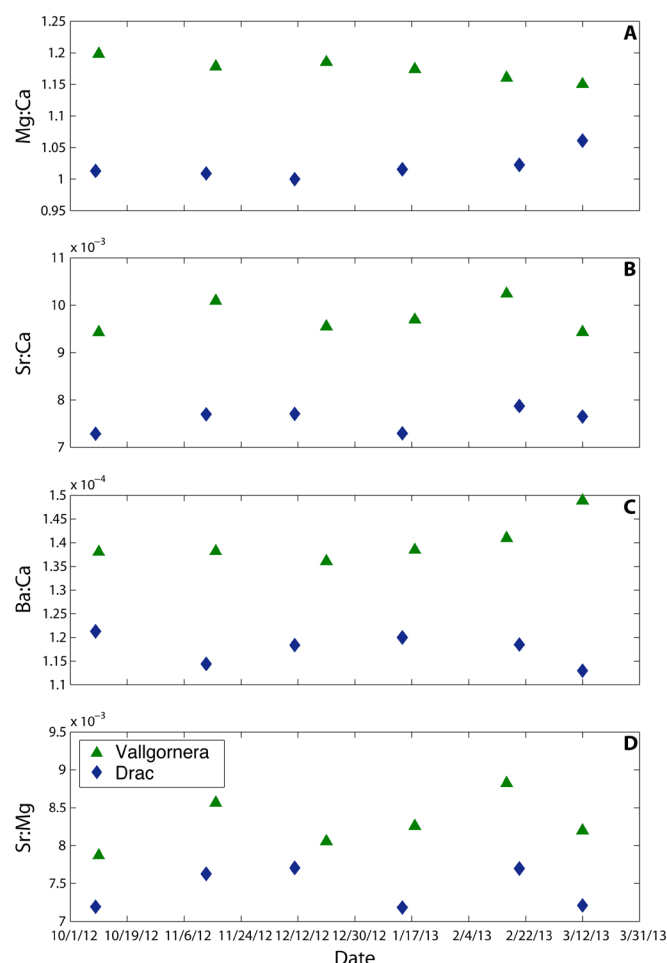 A
1.25
1.2
1.15
1.1
1.05
1
0.95
Mg:Ca
x 10⁻³
B
11
10
9
8
7
Sr:Ca
x 10⁻⁴
C
1.5
1.45
1.4
1.35
1.3
1.25
1.2
1.15
1.1
Ba:Ca
x 10⁻³
D
9.5
9
8.5
8
7.5
7
Sr:Mg
Vallgornera
Drac
10/1/12 10/19/12 11/6/12 11/24/12 12/12/12 12/30/12 1/17/13 2/4/13 2/22/13 3/12/13 3/31/13
Date